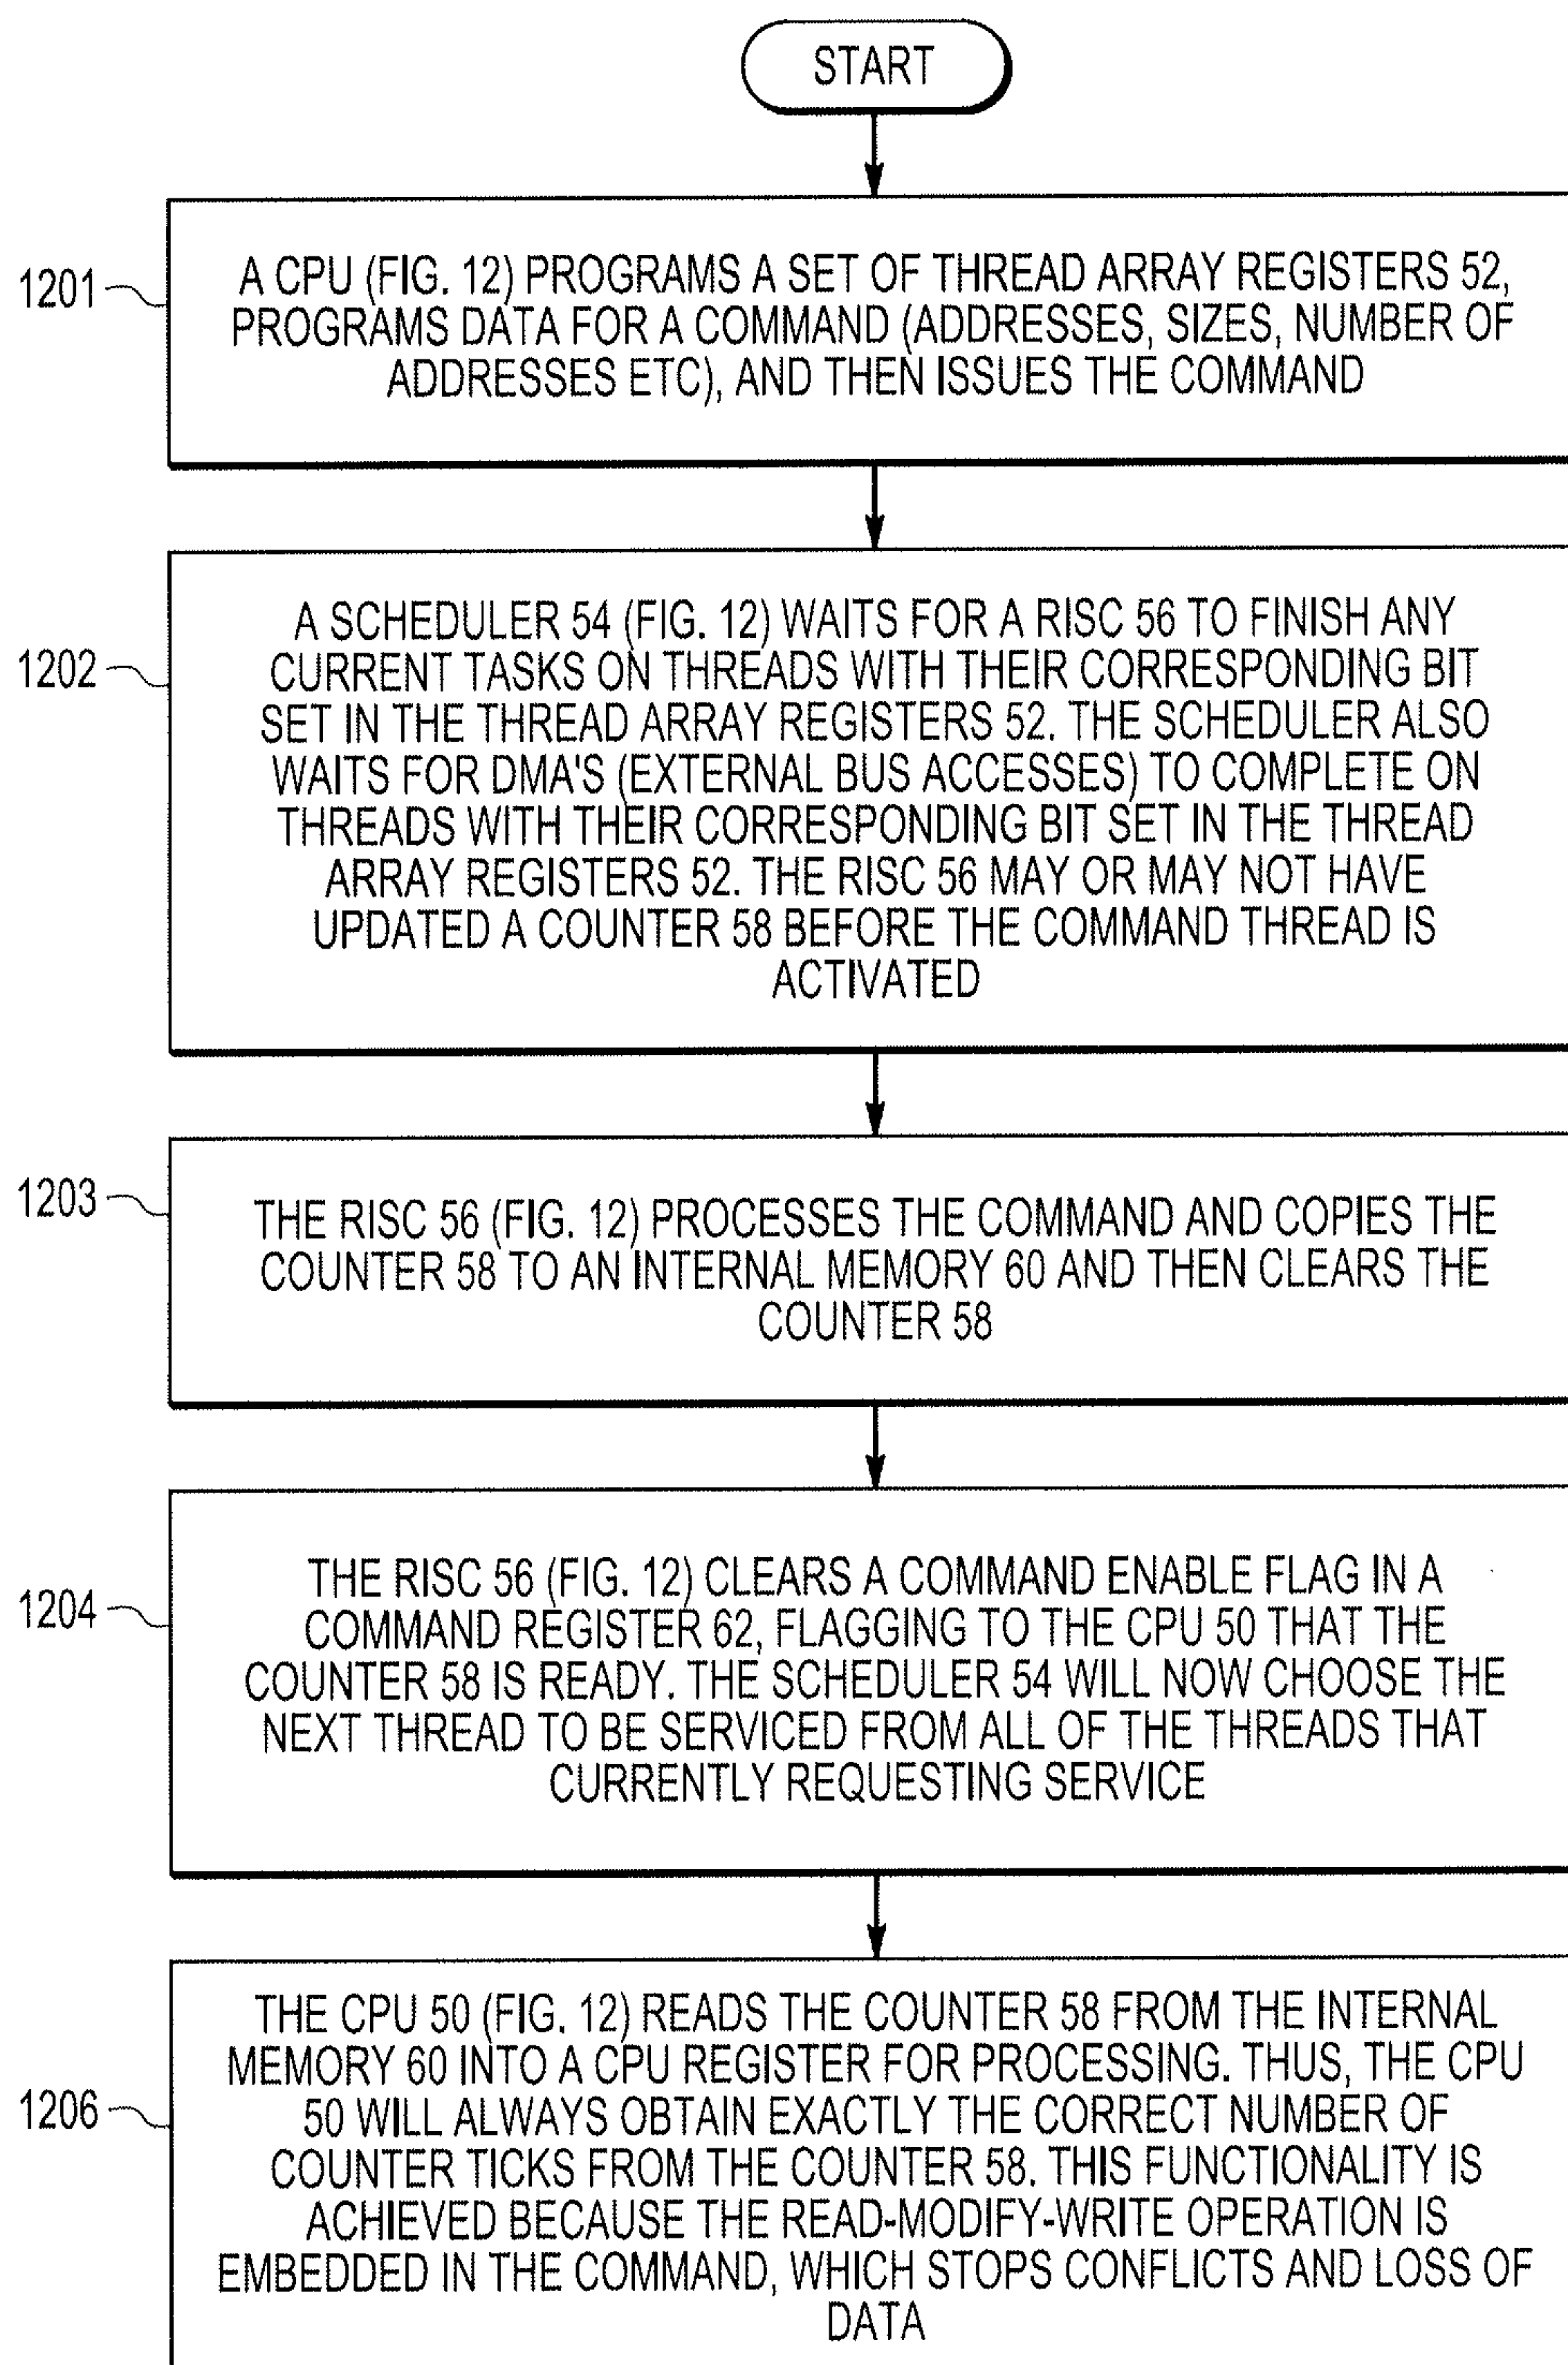 START
1201
A CPU (FIG. 12) PROGRAMS A SET OF THREAD ARRAY REGISTERS 52,
PROGRAMS DATA FOR A COMMAND (ADDRESSES, SIZES, NUMBER OF
ADDRESSES ETC), AND THEN ISSUES THE COMMAND
1202
A SCHEDULER 54 (FIG. 12) WAITS FOR A RISC 56 TO FINISH ANY
CURRENT TASKS ON THREADS WITH THEIR CORRESPONDING BIT
SET IN THE THREAD ARRAY REGISTERS 52. THE SCHEDULER ALSO
WAITS FOR DMA'S (EXTERNAL BUS ACCESSES) TO COMPLETE ON
THREADS WITH THEIR CORRESPONDING BIT SET IN THE THREAD
ARRAY REGISTERS 52. THE RISC 56 MAY OR MAY NOT HAVE
UPDATED A COUNTER 58 BEFORE THE COMMAND THREAD IS
ACTIVATED
1203
THE RISC 56 (FIG. 12) PROCESSES THE COMMAND AND COPIES THE
COUNTER 58 TO AN INTERNAL MEMORY 60 AND THEN CLEARS THE
COUNTER 58
1204
THE RISC 56 (FIG. 12) CLEARS A COMMAND ENABLE FLAG IN A
COMMAND REGISTER 62, FLAGGING TO THE CPU 50 THAT THE
COUNTER 58 IS READY. THE SCHEDULER 54 WILL NOW CHOOSE THE
NEXT THREAD TO BE SERVICED FROM ALL OF THE THREADS THAT
CURRENTLY REQUESTING SERVICE
1206
THE CPU 50 (FIG. 12) READS THE COUNTER 58 FROM THE INTERNAL
MEMORY 60 INTO A CPU REGISTER FOR PROCESSING. THUS, THE CPU
50 WILL ALWAYS OBTAIN EXACTLY THE CORRECT NUMBER OF
COUNTER TICKS FROM THE COUNTER 58. THIS FUNCTIONALITY IS
ACHIEVED BECAUSE THE READ-MODIFY-WRITE OPERATION IS
EMBEDDED IN THE COMMAND, WHICH STOPS CONFLICTS AND LOSS OF
DATA